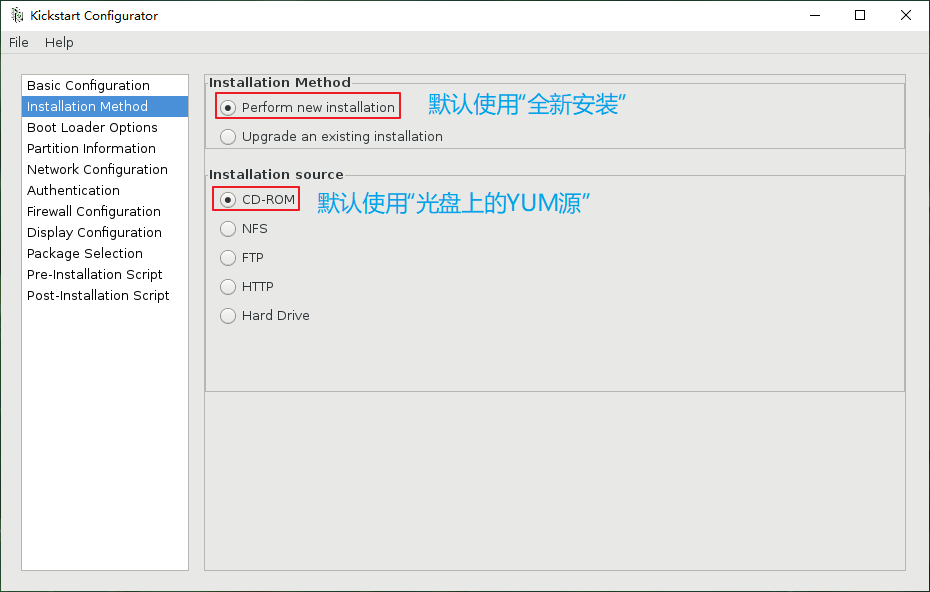 Kickstart Configurator
File Help
Basic Configuration
Installation Method
Boot Loader Options
Partition Information
Network Configuration
Authentication
Firewall Configuration
Display Configuration
Package Selection
Pre-Installation Script
Post-Installation Script
Installation Method
Perform new installation 默认使用“全新安装”
Upgrade an existing installation
Installation source
CD-ROM 默认使用“光盘上的YUM源”
NFS
FTP
HTTP
Hard Drive